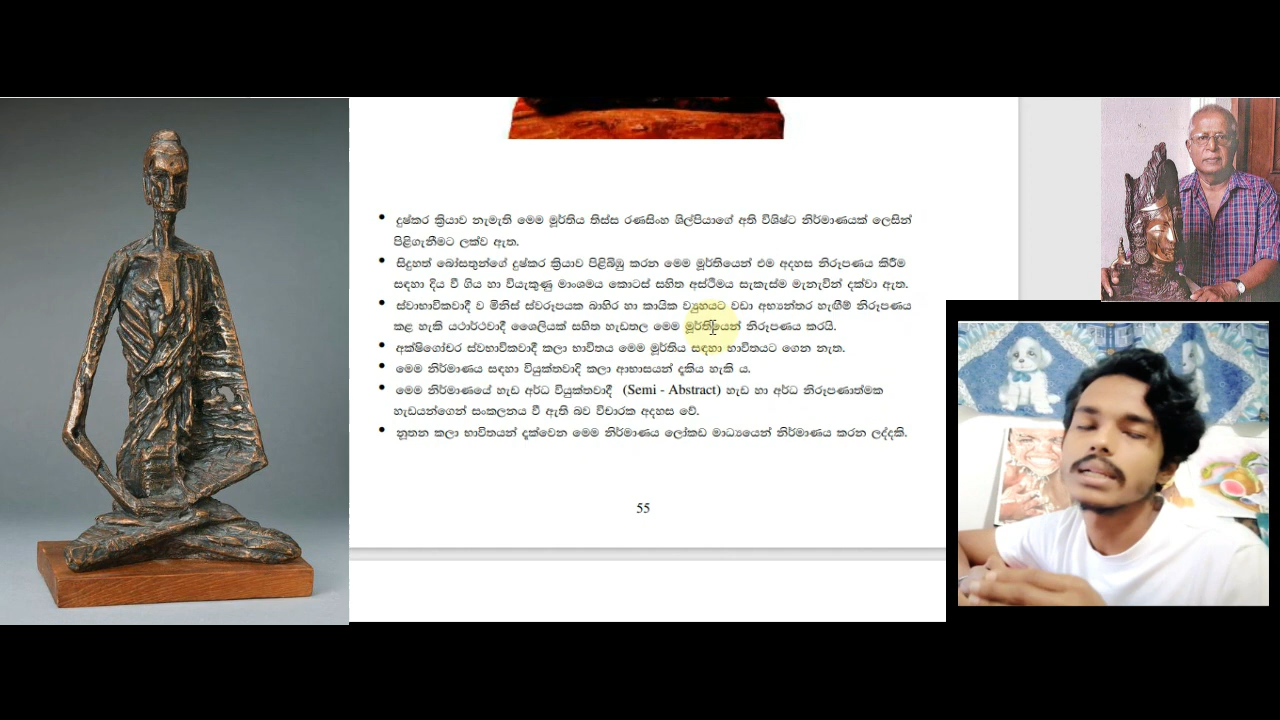 දුෂ්කර ක්‍රියාව නැමැති මෙම මූර්තිය තිස්ස රණසිංහ ශිල්පියාගේ අති විශිෂ්ට නිර්මාණයක් ලෙසින්
පිළිගැනීමට ලක්ව ඇත.
සිදුහත් බෝසතුන්ගේ දුෂ්කර ක්‍රියාව පිළිබිඹු කරන මෙම මූර්තියෙන් එම අදහස නිරූපණය කිරීම
සඳහා දිය වී ගිය හා වියැකුණු මාංශමය කොටස් සහිත අස්ථිමය සැකැස්ම මැනැවින් දක්වා ඇත.
ස්වාභාවිකවාදී ව මිනිස් ස්වරූපයක බාහිර හා කායික ව්‍යුහයට වඩා අභ්‍යන්තර හැඟීම් නිරූපණය
කළ හැකි යථාර්ථවාදී ශෛලියක් සහිත හැඩතල මෙම මූර්තියෙන් නිරූපණය කරයි.
අක්ෂිගෝචර ස්වභාවිකවාදී කලා භාවිතය මෙම මූර්තිය සඳහා භාවිතයට ගෙන නැත.
මෙම නිර්මාණය සඳහා වියුක්තවාදි කලා ආභාසයන් දැකිය හැකි ය.
මෙම නිර්මාණයේ හැඩ අර්ධ වියුක්තවාදී (Semi - Abstract) හැඩ හා අර්ධ නිරූපණාත්මක
හැඩයන්ගෙන් සංකලනය වී ඇති බව විචාරක අදහස වේ.
නූතන කලා භාවිතයන් දැක්වෙන මෙම නිර්මාණය ලෝකඩ මාධ්‍යයෙන් නිර්මාණය කරන ලද්දකි.
55